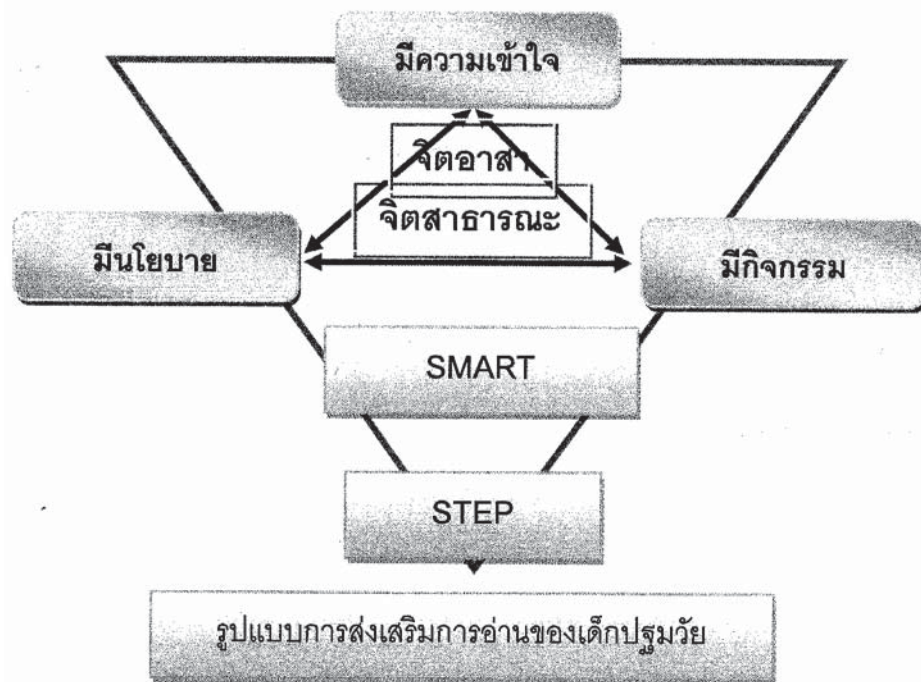 มีความเข้าใจ
จิตอาสา
จิตสาธารณะ
มีนโยบาย
มีกิจกรรม
SMART
STEP
รูปแบบการส่งเสริมการอ่านของเด็กปฐมวัย